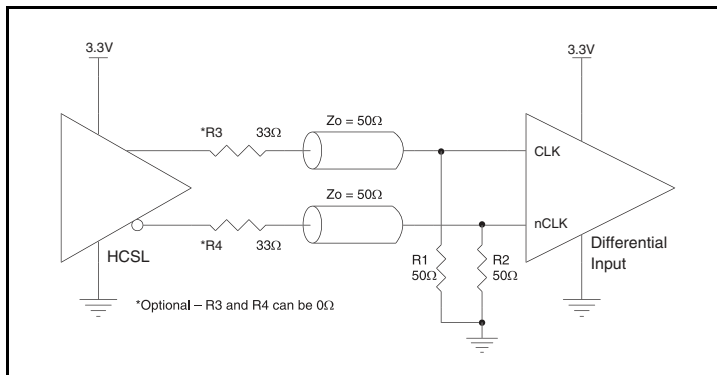 3.3V
3.3V
*R3 33Ω
Zo = 50Ω
CLK
Zo = 50Ω
nCLK
*R4 33Ω
HCSL
R1
50Ω
R2
50Ω
Differential
Input
*Optional – R3 and R4 can be 0Ω